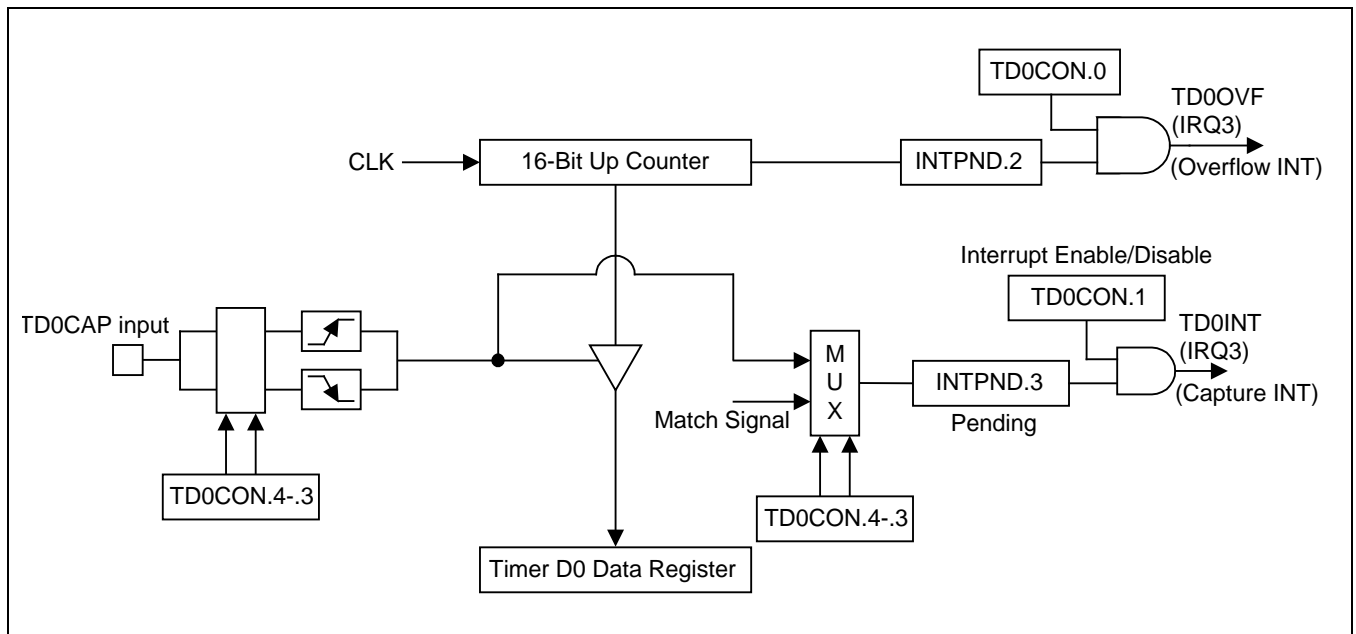 TD0CON.0
TD0OVF
(IRQ3)
(Overflow INT)
CLK
16-Bit Up Counter
INTPND.2
Interrupt Enable/Disable
TD0CON.1
TD0INT
(IRQ3)
(Capture INT)
TD0CAP input
M
U
X
INTPND.3
Match Signal
Pending
TD0CON.4-.3
TD0CON.4-.3
Timer D0 Data Register